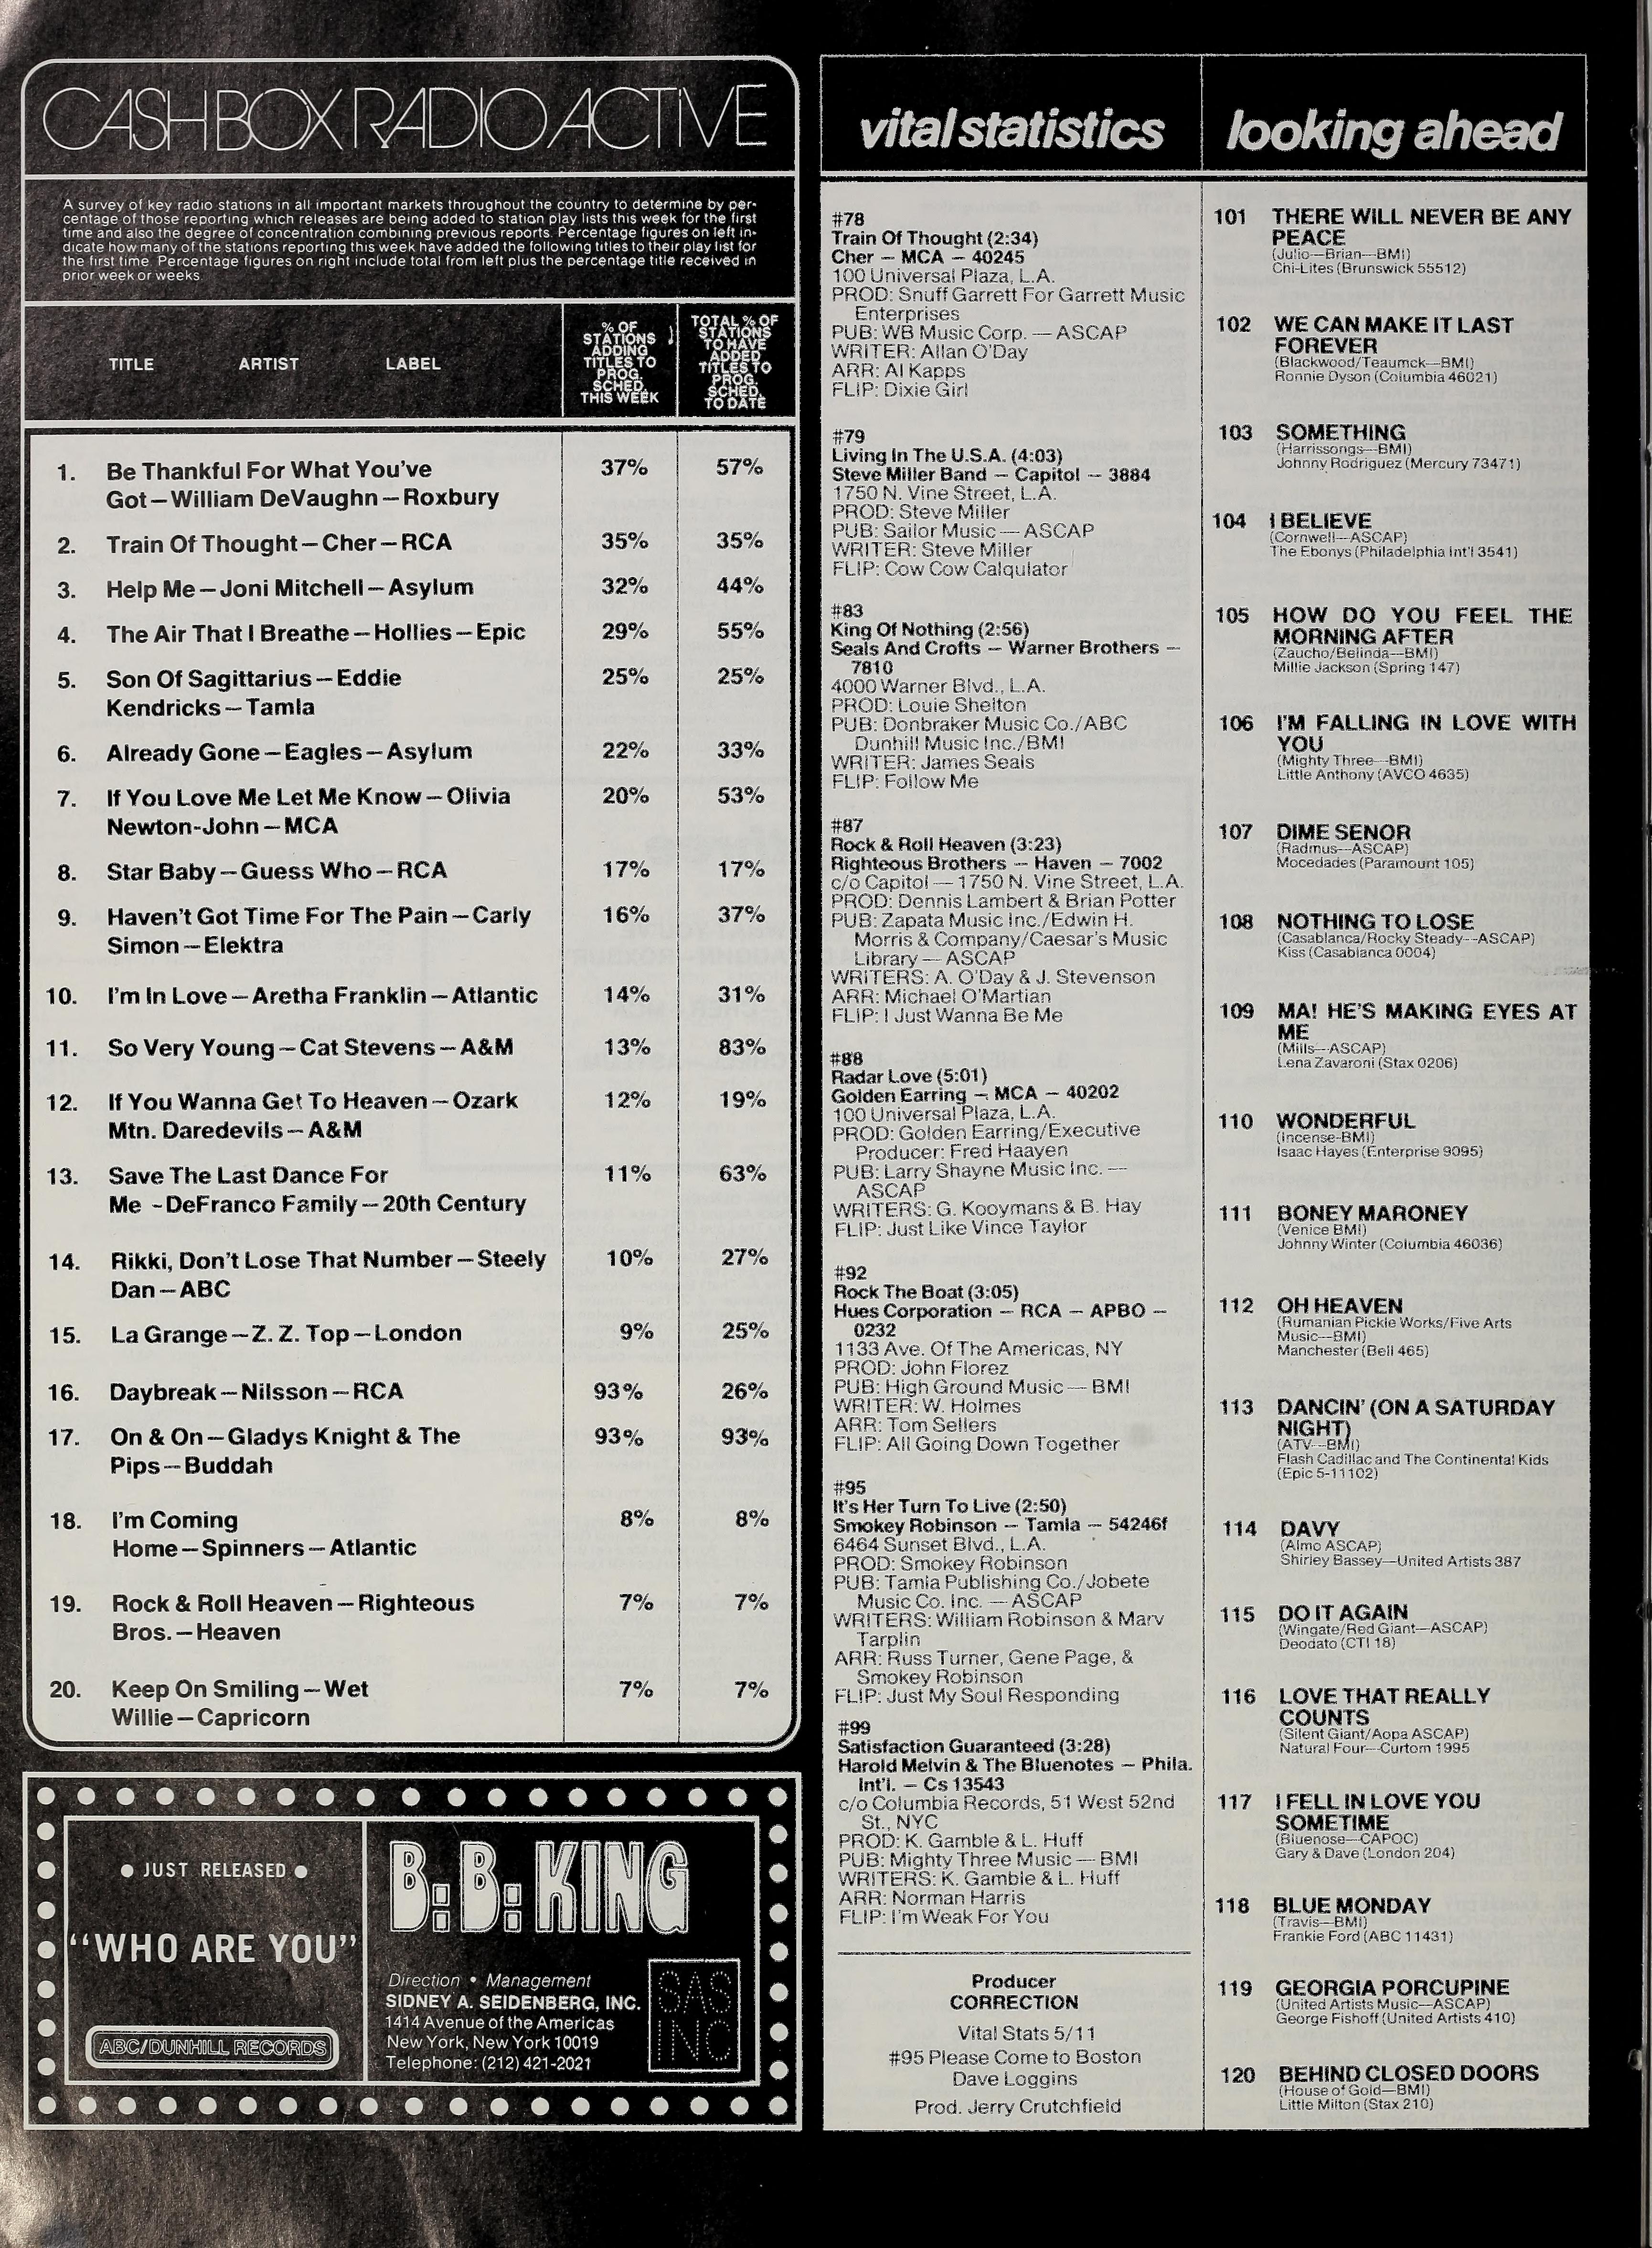 CASH BOX RADIO ACTIVE
A survey of key radio stations in all important markets throughout the country to determine by per-
centage of those reporting which releases are being added to station play lists this week for the first
time and also the degree of concentration combining previous reports. Percentage figures on left in-
dicate how many of the stations reporting this week have added the following titles to their play list for
the first time. Percentage figures on right include total from left plus the percentage title received in
prior week or weeks.
TITLE ARTIST LABEL
% OF
STATIONS
ADDING
TITLES TO
PROG.
SCHED.
THIS WEEK
TOTAL % OF
STATIONS
TO HAVE
ADDED
TITLES TO
PROG.
SCHED.
TO DATE
1. Be Thankful For What You've 37% 57%
Got—William DeVaughn—Roxbury
2. Train Of Thought—Cher—RCA 35% 35%
3. Help Me—Joni Mitchell—Asylum 32% 44%
4. The Air That I Breathe—Hollies—Epic 29% 55%
5. Son Of Sagittarius—Eddie 25% 25%
Kendricks—Tamla
6. Already Gone—Eagles—Asylum 22% 33%
7. If You Love Me Let Me Know—Olivia 20% 53%
Newton-John—MCA
8. Star Baby—Guess Who—RCA 17% 17%
9. Haven't Got Time For The Pain—Carly 16% 37%
Simon—Elektra
10. I'm In Love—Aretha Franklin—Atlantic 14% 31%
11. So Very Young—Cat Stevens—A&M 13% 83%
12. If You Wanna Get To Heaven—Ozark 12% 19%
Mtn. Daredevils—A&M
13. Save The Last Dance For 11% 63%
Me -DeFranco Family—20th Century
14. Rikki, Don't Lose That Number—Steely 10% 27%
Dan—ABC
15. La Grange—Z. Z. Top—London 9% 25%
16. Daybreak—Nilsson—RCA 93% 26%
17. On & On—Gladys Knight & The 93% 93%
Pips—Buddah
18. I'm Coming 8% 8%
Home—Spinners—Atlantic
19. Rock & Roll Heaven—Righteous 7% 7%
Bros.—Heaven
20. Keep On Smiling—Wet 7% 7%
Willie—Capricorn
● JUST RELEASED ●
"WHO ARE YOU"
ABC/DUNHILL RECORDS
B.B. KING
Direction • Management
SIDNEY A. SEIDENBERG, INC.
1414 Avenue of the Americas
New York, New York 10019
Telephone: (212) 421-2021
SAS
INC
vital statistics
#78
Train Of Thought (2:34)
Cher — MCA — 40245
100 Universal Plaza, L.A.
PROD: Snuff Garrett For Garrett Music
Enterprises
PUB: WB Music Corp. — ASCAP
WRITER: Allan O'Day
ARR: Al Kapps
FLIP: Dixie Girl
#79
Living In The U.S.A. (4:03)
Steve Miller Band — Capitol — 3884
1750 N. Vine Street, L.A.
PROD: Steve Miller
PUB: Sailor Music — ASCAP
WRITER: Steve Miller
FLIP: Cow Cow Calqulator
#83
King Of Nothing (2:56)
Seals And Crofts — Warner Brothers —
7810
4000 Warner Blvd., L.A.
PROD: Louie Shelton
PUB: Donbraker Music Co./ABC
Dunhill Music Inc./BMI
WRITER: James Seals
FLIP: Follow Me
#87
Rock & Roll Heaven (3:23)
Righteous Brothers — Haven — 7002
c/o Capitol — 1750 N. Vine Street, L.A.
PROD: Dennis Lambert & Brian Potter
PUB: Zapata Music Inc./Edwin H.
Morris & Company/Caesar's Music
Library — ASCAP
WRITERS: A. O'Day & J. Stevenson
ARR: Michael O'Martian
FLIP: I Just Wanna Be Me
#88
Radar Love (5:01)
Golden Earring — MCA — 40202
100 Universal Plaza, L.A.
PROD: Golden Earring/Executive
Producer: Fred Haayen
PUB: Larry Shayne Music Inc. —
ASCAP
WRITERS: G. Kooymans & B. Hay
FLIP: Just Like Vince Taylor
#92
Rock The Boat (3:05)
Hues Corporation — RCA — APBO —
0232
1133 Ave. Of The Americas, NY
PROD: John Florez
PUB: High Ground Music — BMI
WRITER: W. Holmes
ARR: Tom Sellers
FLIP: All Going Down Together
#95
It's Her Turn To Live (2:50)
Smokey Robinson — Tamla — 54246f
6464 Sunset Blvd., L.A.
PROD: Smokey Robinson
PUB: Tamla Publishing Co./Jobete
Music Co. Inc. — ASCAP
WRITERS: William Robinson & Marv
Tarplin
ARR: Russ Turner, Gene Page, &
Smokey Robinson
FLIP: Just My Soul Responding
#99
Satisfaction Guaranteed (3:28)
Harold Melvin & The Bluenotes — Phila.
Int'l. — Cs 13543
c/o Columbia Records, 51 West 52nd
St., NYC
PROD: K. Gamble & L. Huff
PUB: Mighty Three Music — BMI
WRITERS: K. Gamble & L. Huff
ARR: Norman Harris
FLIP: I'm Weak For You
Producer
CORRECTION
Vital Stats 5/11
#95 Please Come to Boston
Dave Loggins
Prod. Jerry Crutchfield
looking ahead
101 THERE WILL NEVER BE ANY
PEACE
(Julio—Brian—BMI)
Chi-Lites (Brunswick 55512)
102 WE CAN MAKE IT LAST
FOREVER
(Blackwood/Teaumck—BMI)
Ronnie Dyson (Columbia 46021)
103 SOMETHING
(Harrissongs—BMI)
Johnny Rodriguez (Mercury 73471)
104 I BELIEVE
(Cornwell—ASCAP)
The Ebonys (Philadelphia Int'l 3541)
105 HOW DO YOU FEEL THE
MORNING AFTER
(Zaucho/Belinda—BMI)
Millie Jackson (Spring 147)
106 I'M FALLING IN LOVE WITH
YOU
(Mighty Three—BMI)
Little Anthony (AVCO 4635)
107 DIME SENOR
(Radmus—ASCAP)
Mocedades (Paramount 105)
108 NOTHING TO LOSE
(Casablanca/Rocky Steady—ASCAP)
Kiss (Casablanca 0004)
109 MA! HE'S MAKING EYES AT
ME
(Mills—ASCAP)
Lena Zavaroni (Stax 0206)
110 WONDERFUL
(Incense-BMI)
Isaac Hayes (Enterprise 9095)
111 BONEY MARONEY
(Venice BMI)
Johnny Winter (Columbia 46036)
112 OH HEAVEN
(Rumanian Pickle Works/Five Arts
Music—BMI)
Manchester (Bell 465)
113 DANCIN' (ON A SATURDAY
NIGHT)
(ATV—BMI)
Flash Cadillac and The Continental Kids
(Epic 5-11102)
114 DAVY
(Almo ASCAP)
Shirley Bassey—United Artists 387
115 DO IT AGAIN
(Wingate/Red Giant—ASCAP)
Deodato (CTI 18)
116 LOVE THAT REALLY
COUNTS
(Silent Giant/Aopa ASCAP)
Natural Four—Curtom 1995
117 I FELL IN LOVE YOU
SOMETIME
(Bluenose—CAPOC)
Gary & Dave (London 204)
118 BLUE MONDAY
(Travis—BMI)
Frankie Ford (ABC 11431)
119 GEORGIA PORCUPINE
(United Artists Music—ASCAP)
George Fishoff (United Artists 410)
120 BEHIND CLOSED DOORS
(House of Gold—BMI)
Little Milton (Stax 210)